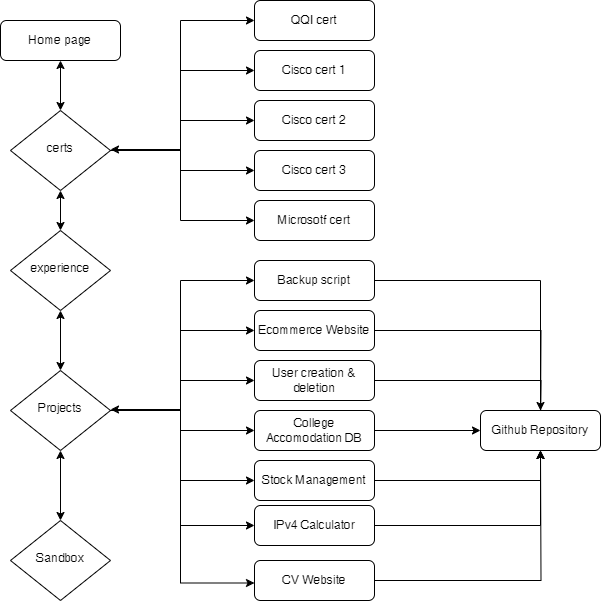 Home page
certs
experience
Projects
Sandbox
QQI cert
Cisco cert 1
Cisco cert 2
Cisco cert 3
Microsotf cert
Backup script
Ecommerce Website
User creation &
deletion
College
Accomodation DB
Stock Management
IPv4 Calculator
CV Website
Github Repository